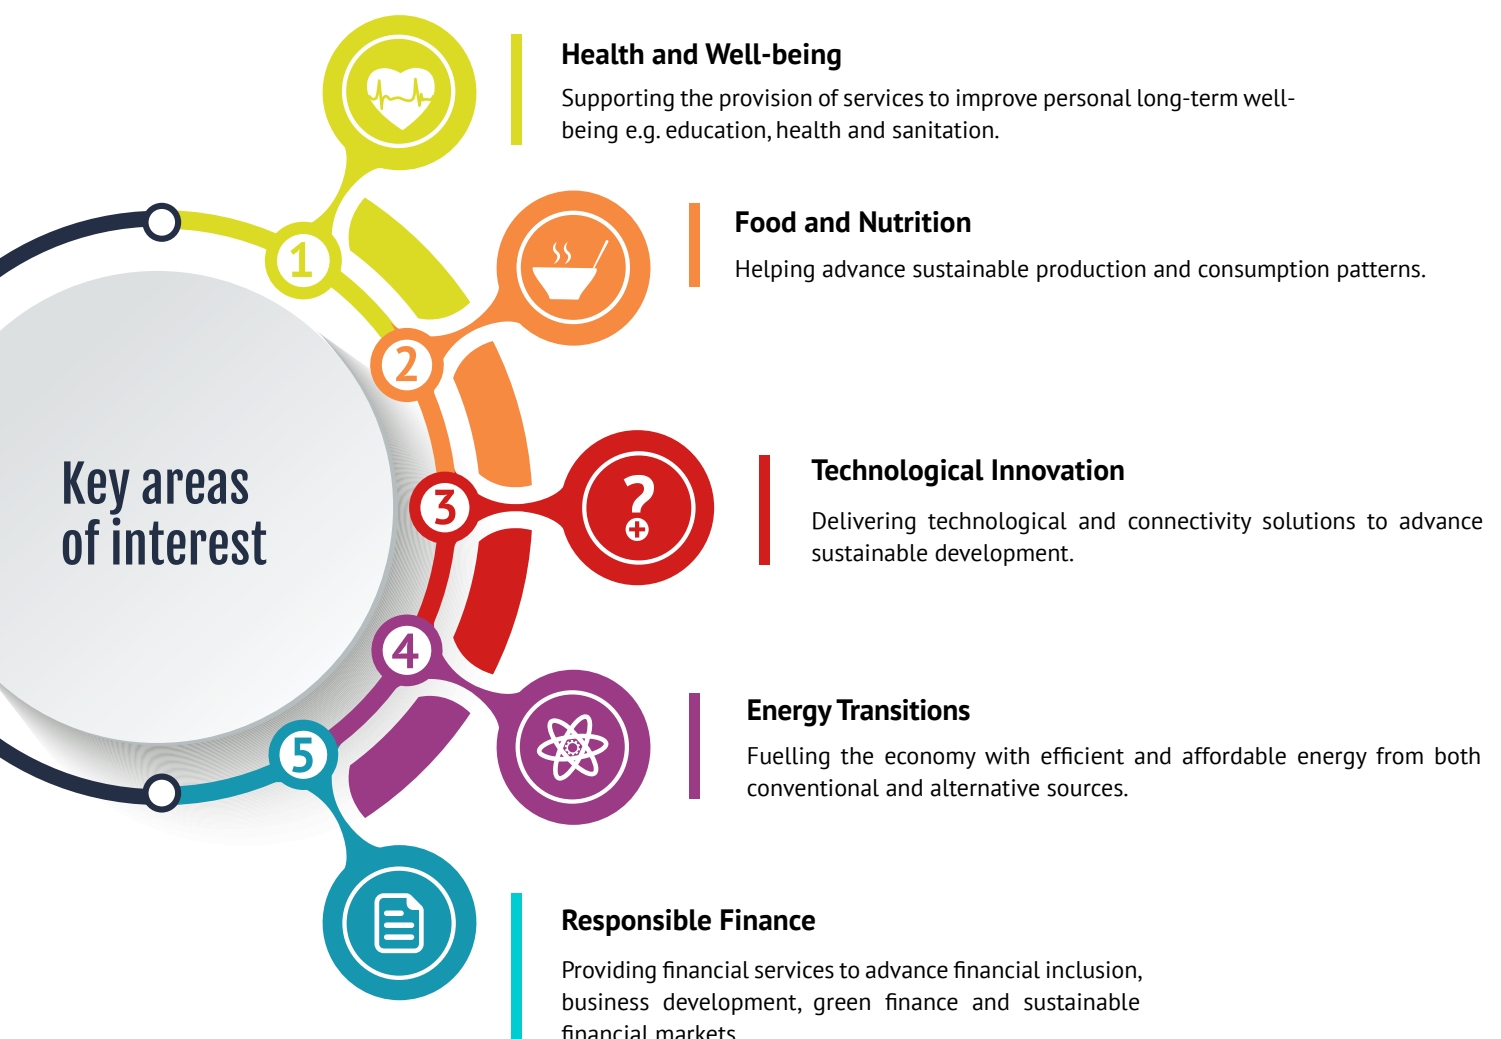 Key areas
of interest
1
Health and Well-being
Supporting the provision of services to improve personal long-term well-
being e.g. education, health and sanitation.
2
Food and Nutrition
Helping advance sustainable production and consumption patterns.
3
?
Technological Innovation
Delivering technological and connectivity solutions to advance
sustainable development.
4
Energy Transitions
Fuelling the economy with efficient and affordable energy from both
conventional and alternative sources.
5
Responsible Finance
Providing financial services to advance financial inclusion,
business development, green finance and sustainable
financial markets